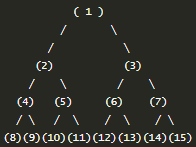 ( 1 )
/ \
/ \
(2) (3)
/ \ / \
(4) (5) (6) (7)
/ \ / \ / \ / \
(8)(9)(10)(11)(12)(13)(14)(15)